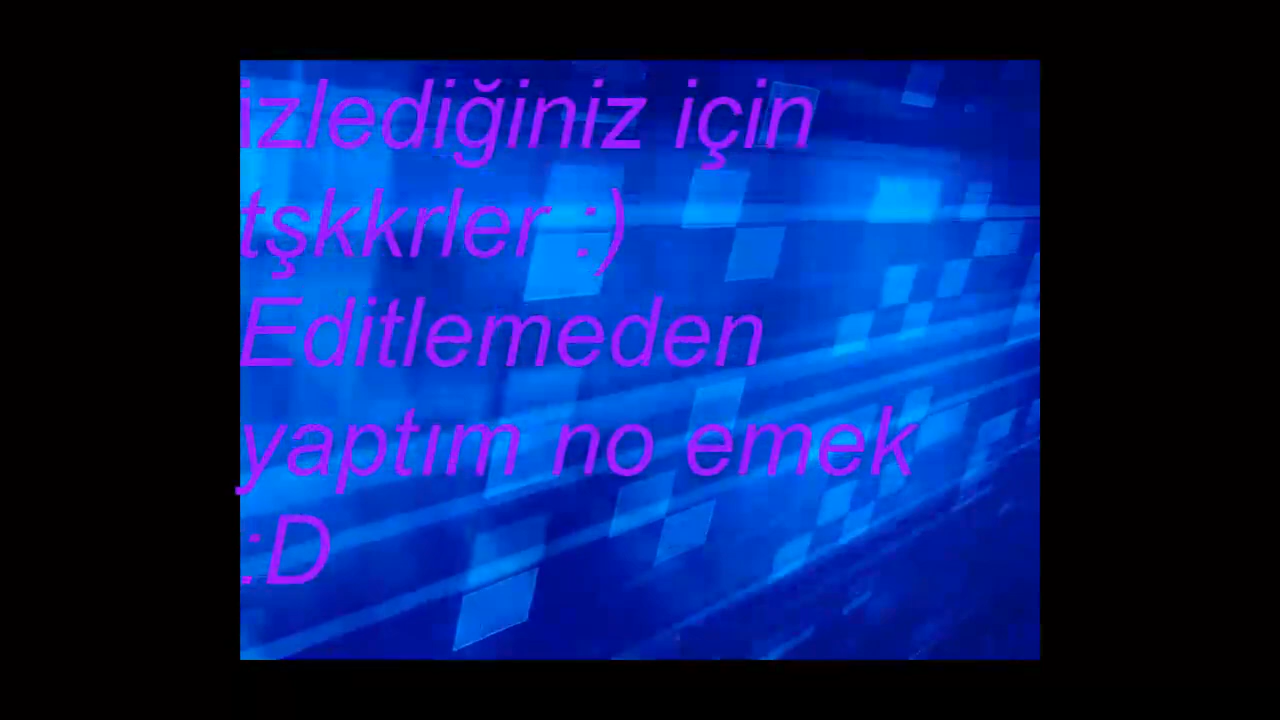 izlediğiniz için
tşkkrler :)
Editlemeden
yaptım no emek
:D